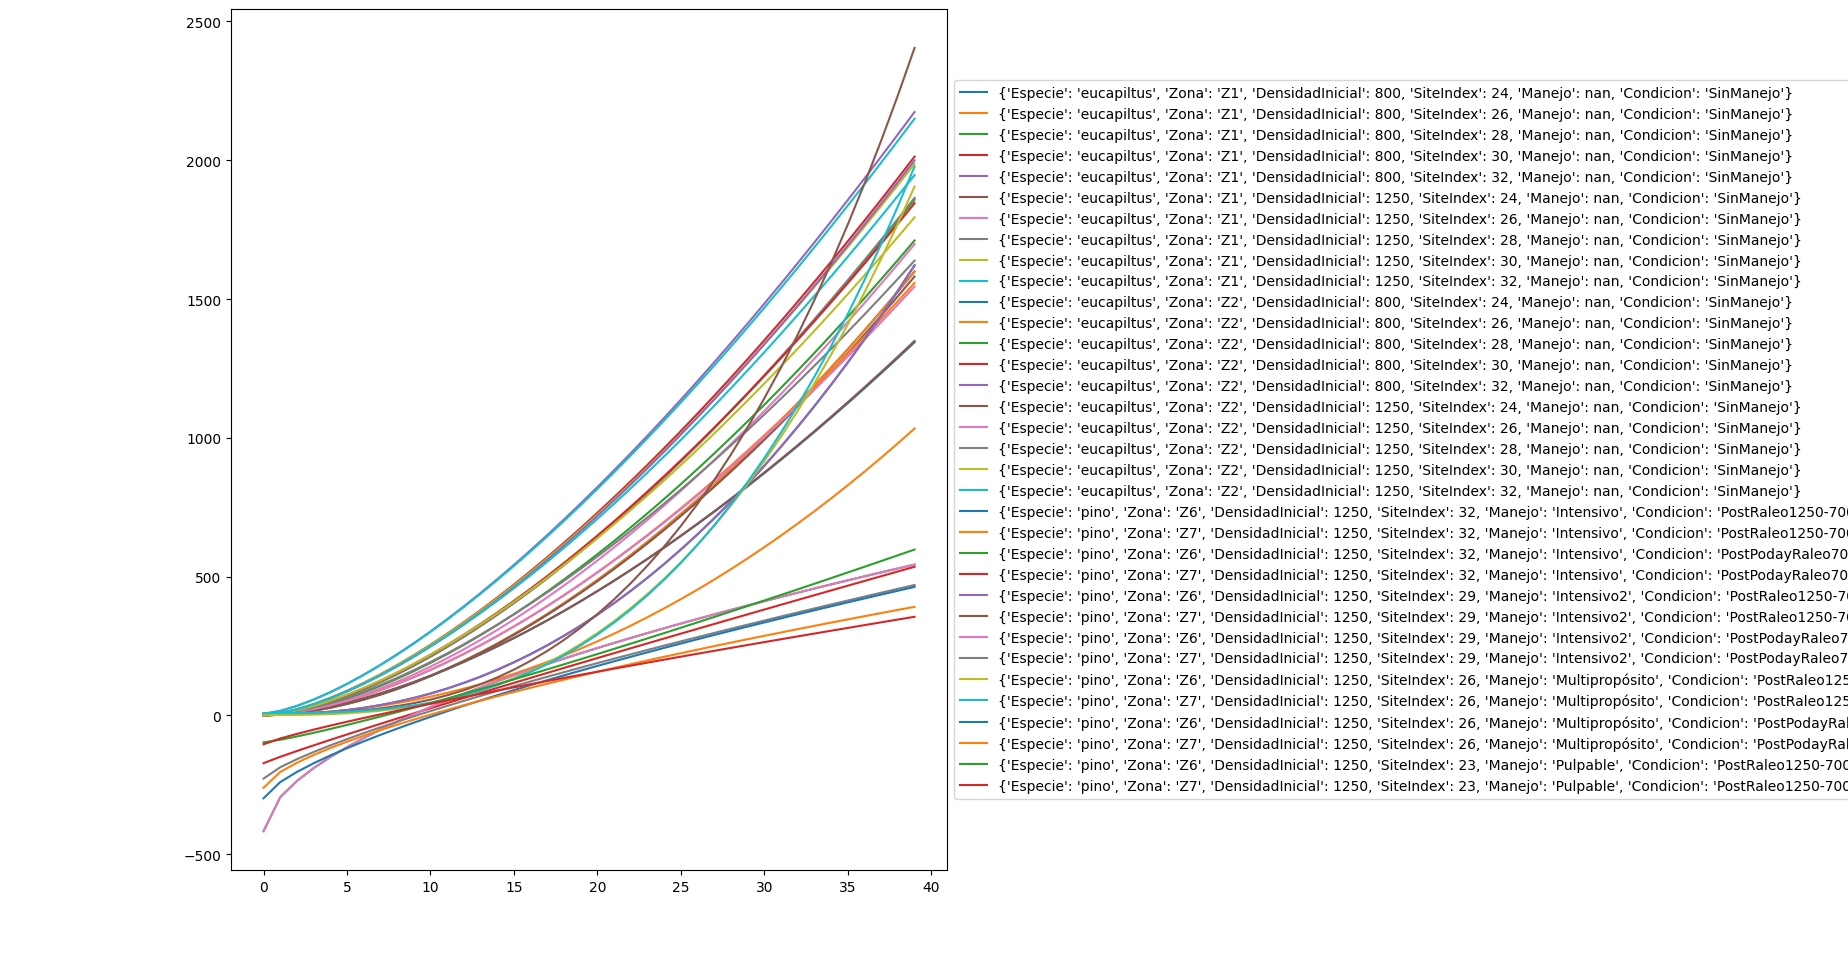 2500
2000
1500
1000
500
0
−500
0 5 10 15 20 25 30 35 40
{'Especie': 'eucapiltus', 'Zona': 'Z1', 'DensidadInicial': 800, 'SiteIndex': 24, 'Manejo': nan, 'Condicion': 'SinManejo'}
{'Especie': 'eucapiltus', 'Zona': 'Z1', 'DensidadInicial': 800, 'SiteIndex': 26, 'Manejo': nan, 'Condicion': 'SinManejo'}
{'Especie': 'eucapiltus', 'Zona': 'Z1', 'DensidadInicial': 800, 'SiteIndex': 28, 'Manejo': nan, 'Condicion': 'SinManejo'}
{'Especie': 'eucapiltus', 'Zona': 'Z1', 'DensidadInicial': 800, 'SiteIndex': 30, 'Manejo': nan, 'Condicion': 'SinManejo'}
{'Especie': 'eucapiltus', 'Zona': 'Z1', 'DensidadInicial': 800, 'SiteIndex': 32, 'Manejo': nan, 'Condicion': 'SinManejo'}
{'Especie': 'eucapiltus', 'Zona': 'Z1', 'DensidadInicial': 1250, 'SiteIndex': 24, 'Manejo': nan, 'Condicion': 'SinManejo'}
{'Especie': 'eucapiltus', 'Zona': 'Z1', 'DensidadInicial': 1250, 'SiteIndex': 26, 'Manejo': nan, 'Condicion': 'SinManejo'}
{'Especie': 'eucapiltus', 'Zona': 'Z1', 'DensidadInicial': 1250, 'SiteIndex': 28, 'Manejo': nan, 'Condicion': 'SinManejo'}
{'Especie': 'eucapiltus', 'Zona': 'Z1', 'DensidadInicial': 1250, 'SiteIndex': 30, 'Manejo': nan, 'Condicion': 'SinManejo'}
{'Especie': 'eucapiltus', 'Zona': 'Z1', 'DensidadInicial': 1250, 'SiteIndex': 32, 'Manejo': nan, 'Condicion': 'SinManejo'}
{'Especie': 'eucapiltus', 'Zona': 'Z2', 'DensidadInicial': 800, 'SiteIndex': 24, 'Manejo': nan, 'Condicion': 'SinManejo'}
{'Especie': 'eucapiltus', 'Zona': 'Z2', 'DensidadInicial': 800, 'SiteIndex': 26, 'Manejo': nan, 'Condicion': 'SinManejo'}
{'Especie': 'eucapiltus', 'Zona': 'Z2', 'DensidadInicial': 800, 'SiteIndex': 28, 'Manejo': nan, 'Condicion': 'SinManejo'}
{'Especie': 'eucapiltus', 'Zona': 'Z2', 'DensidadInicial': 800, 'SiteIndex': 30, 'Manejo': nan, 'Condicion': 'SinManejo'}
{'Especie': 'eucapiltus', 'Zona': 'Z2', 'DensidadInicial': 800, 'SiteIndex': 32, 'Manejo': nan, 'Condicion': 'SinManejo'}
{'Especie': 'eucapiltus', 'Zona': 'Z2', 'DensidadInicial': 1250, 'SiteIndex': 24, 'Manejo': nan, 'Condicion': 'SinManejo'}
{'Especie': 'eucapiltus', 'Zona': 'Z2', 'DensidadInicial': 1250, 'SiteIndex': 26, 'Manejo': nan, 'Condicion': 'SinManejo'}
{'Especie': 'eucapiltus', 'Zona': 'Z2', 'DensidadInicial': 1250, 'SiteIndex': 28, 'Manejo': nan, 'Condicion': 'SinManejo'}
{'Especie': 'eucapiltus', 'Zona': 'Z2', 'DensidadInicial': 1250, 'SiteIndex': 30, 'Manejo': nan, 'Condicion': 'SinManejo'}
{'Especie': 'eucapiltus', 'Zona': 'Z2', 'DensidadInicial': 1250, 'SiteIndex': 32, 'Manejo': nan, 'Condicion': 'SinManejo'}
{'Especie': 'pino', 'Zona': 'Z6', 'DensidadInicial': 1250, 'SiteIndex': 32, 'Manejo': 'Intensivo', 'Condicion': 'PostRaleo1250-700
{'Especie': 'pino', 'Zona': 'Z7', 'DensidadInicial': 1250, 'SiteIndex': 32, 'Manejo': 'Intensivo', 'Condicion': 'PostRaleo1250-700
{'Especie': 'pino', 'Zona': 'Z6', 'DensidadInicial': 1250, 'SiteIndex': 32, 'Manejo': 'Intensivo', 'Condicion': 'PostPodayRaleo70
{'Especie': 'pino', 'Zona': 'Z7', 'DensidadInicial': 1250, 'SiteIndex': 32, 'Manejo': 'Intensivo', 'Condicion': 'PostPodayRaleo70
{'Especie': 'pino', 'Zona': 'Z6', 'DensidadInicial': 1250, 'SiteIndex': 29, 'Manejo': 'Intensivo2', 'Condicion': 'PostRaleo1250-70
{'Especie': 'pino', 'Zona': 'Z7', 'DensidadInicial': 1250, 'SiteIndex': 29, 'Manejo': 'Intensivo2', 'Condicion': 'PostRaleo1250-70
{'Especie': 'pino', 'Zona': 'Z6', 'DensidadInicial': 1250, 'SiteIndex': 29, 'Manejo': 'Intensivo2', 'Condicion': 'PostPodayRaleo7
{'Especie': 'pino', 'Zona': 'Z7', 'DensidadInicial': 1250, 'SiteIndex': 29, 'Manejo': 'Intensivo2', 'Condicion': 'PostPodayRaleo7
{'Especie': 'pino', 'Zona': 'Z6', 'DensidadInicial': 1250, 'SiteIndex': 26, 'Manejo': 'Multipropósito', 'Condicion': 'PostRaleo125
{'Especie': 'pino', 'Zona': 'Z7', 'DensidadInicial': 1250, 'SiteIndex': 26, 'Manejo': 'Multipropósito', 'Condicion': 'PostRaleo125
{'Especie': 'pino', 'Zona': 'Z6', 'DensidadInicial': 1250, 'SiteIndex': 26, 'Manejo': 'Multipropósito', 'Condicion': 'PostPodayRal
{'Especie': 'pino', 'Zona': 'Z7', 'DensidadInicial': 1250, 'SiteIndex': 26, 'Manejo': 'Multipropósito', 'Condicion': 'PostPodayRal
{'Especie': 'pino', 'Zona': 'Z6', 'DensidadInicial': 1250, 'SiteIndex': 23, 'Manejo': 'Pulpable', 'Condicion': 'PostRaleo1250-700
{'Especie': 'pino', 'Zona': 'Z7', 'DensidadInicial': 1250, 'SiteIndex': 23, 'Manejo': 'Pulpable', 'Condicion': 'PostRaleo1250-700